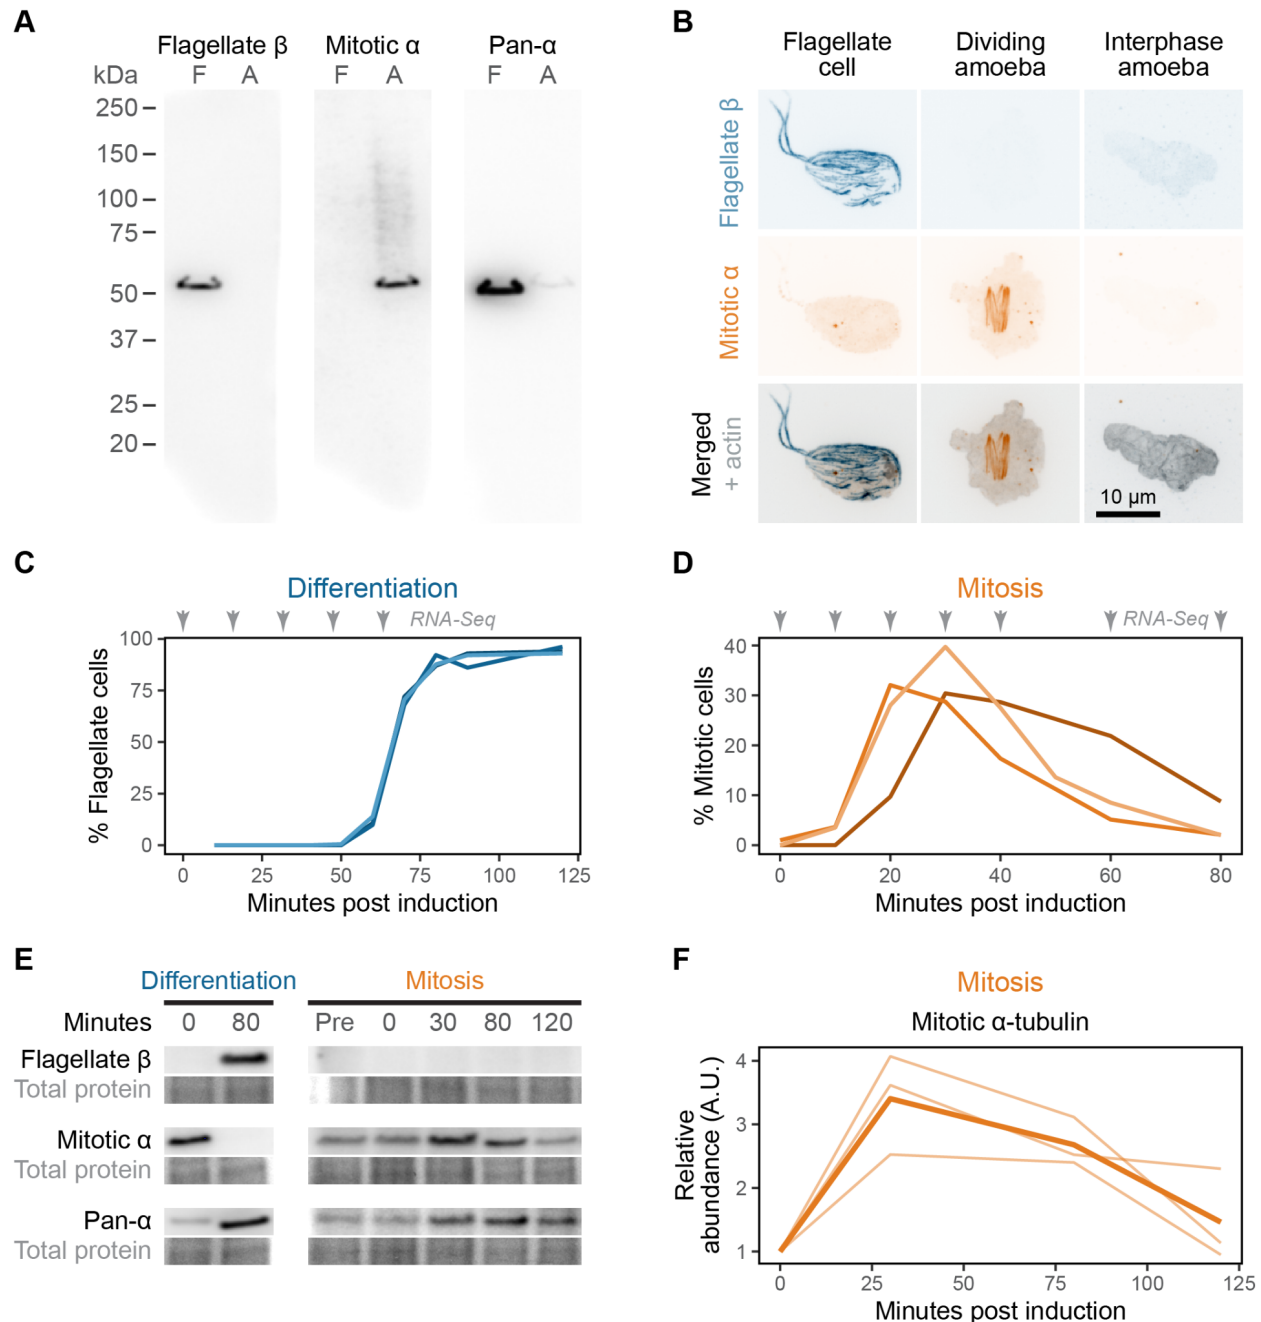 A
Flagellate β
Mitotic α
Pan-α
kDa
F
A
F
A
F
A
250
150
100
75
50
37
25
20
B
Flagellate
cell
Dividing
amoeba
Interphase
amoeba
Flagellate β
Mitotic α
Merged
+ actin
10 μm
C
Differentiation
RNA-Seq
% Flagellate cells
100
75
50
25
0
0
25
50
75
100
125
Minutes post induction
D
Mitosis
RNA-Seq
% Mitotic cells
40
30
20
10
0
0
20
40
60
80
Minutes post induction
E
Differentiation
Mitosis
Minutes
0
80
Pre
0
30
80
120
Flagellate β
Total protein
Mitotic α
Total protein
Pan-α
Total protein
F
Mitosis
Mitotic α-tubulin
Relative
abundance (A.U.)
4
3
2
1
0
25
50
75
100
125
Minutes post induction